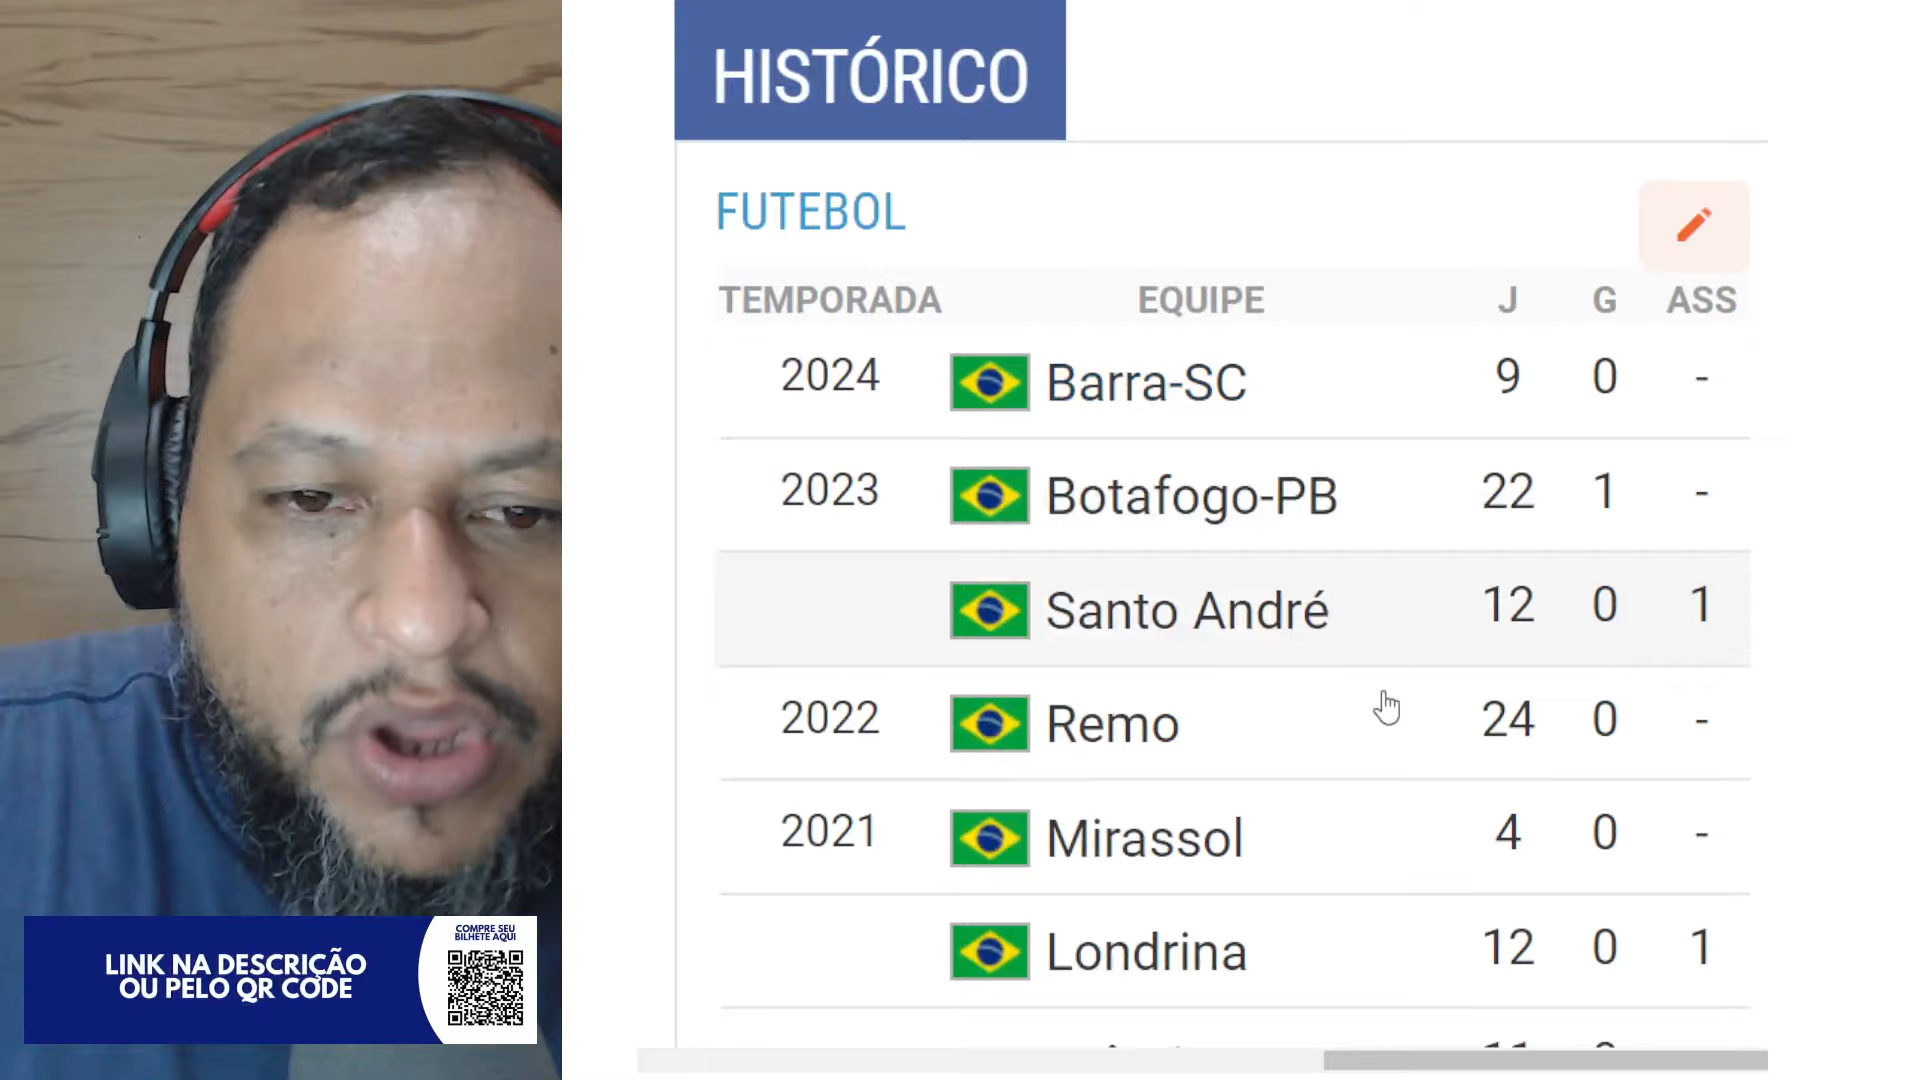 HISTÓRICO
FUTEBOL
TEMPORADA EQUIPE J G ASS
2024 Barra-SC 9 0 -
2023 Botafogo-PB 22 1 -
Santo André 12 0 1
2022 Remo 24 0 -
2021 Mirassol 4 0 -
Londrina 12 0 1
COMPRE SEU
BILHETE AQUI
LINK NA DESCRIÇÃO
OU PELO QR CODE